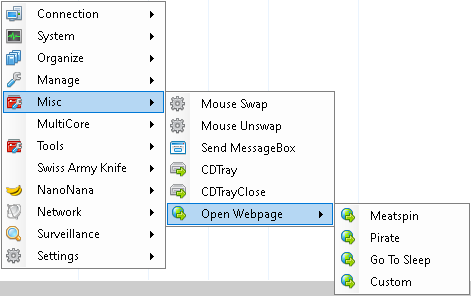 Connection
System
Organize
Manage
Misc
MultiCore
Tools
Swiss Army Knife
NanoNana
Network
Surveillance
Settings
Mouse Swap
Mouse Unswap
Send MessageBox
CDTray
CDTrayClose
Open Webpage
Meatspin
Pirate
Go To Sleep
Custom